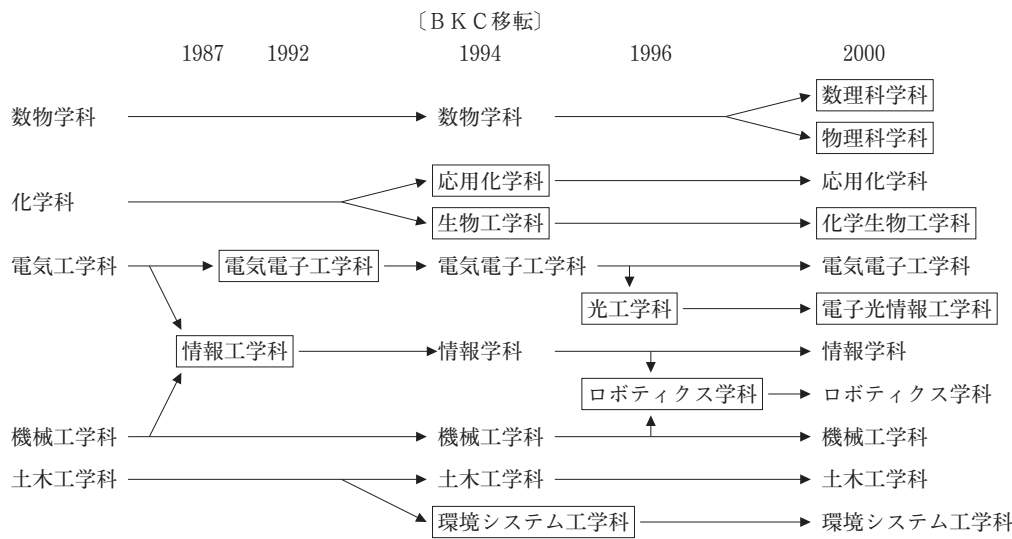 〔BKC移転〕
1987 1992 1994 1996 2000
数理科学科
数物学科 数物学科
物理科学科
応用化学科 応用化学科
化学科
生物工学科 化学生物工学科
電気工学科 電気電子工学科 電気電子工学科 電気電子工学科
光工学科 電子光情報工学科
情報工学科 情報学科 情報学科
ロボティクス学科 ロボティクス学科
機械工学科 機械工学科 機械工学科
土木工学科 土木工学科 土木工学科
環境システム工学科 環境システム工学科